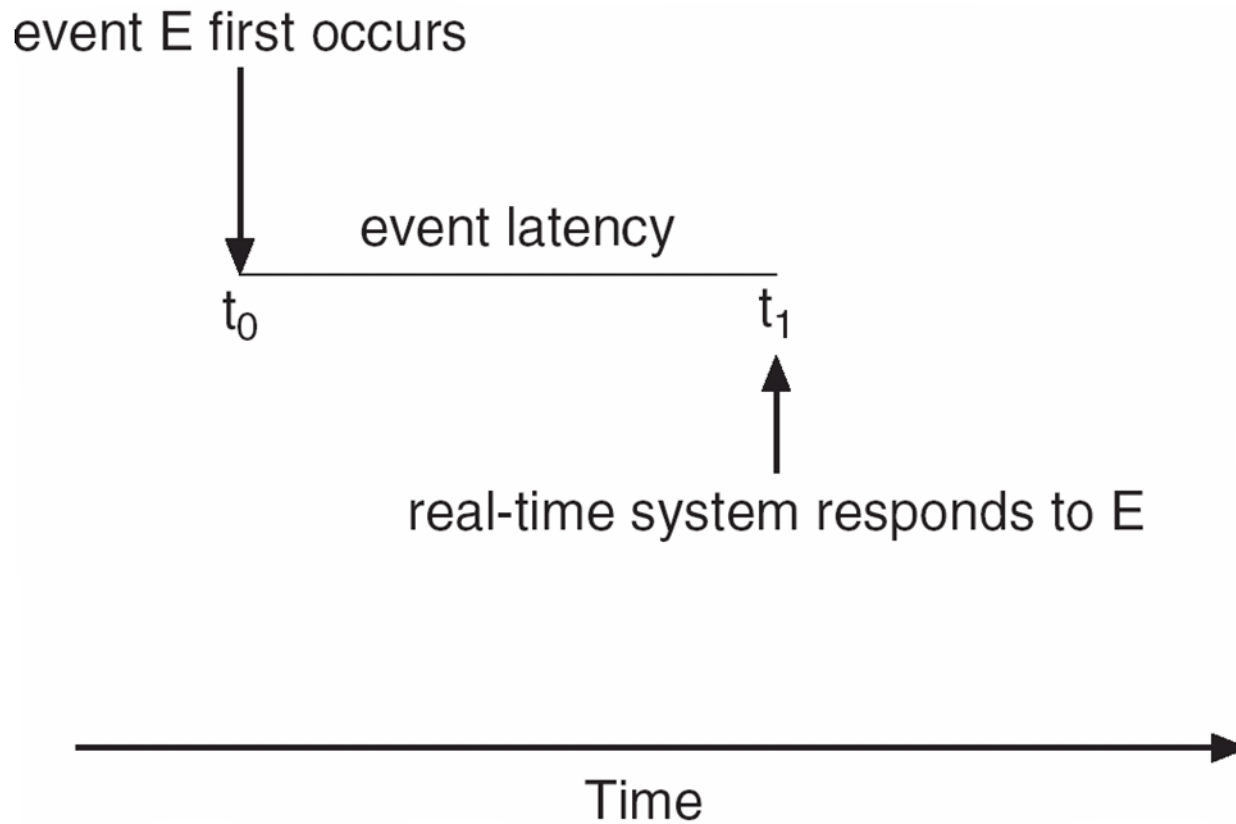 event E first occurs
event latency
t₀
t₁
real-time system responds to E
Time